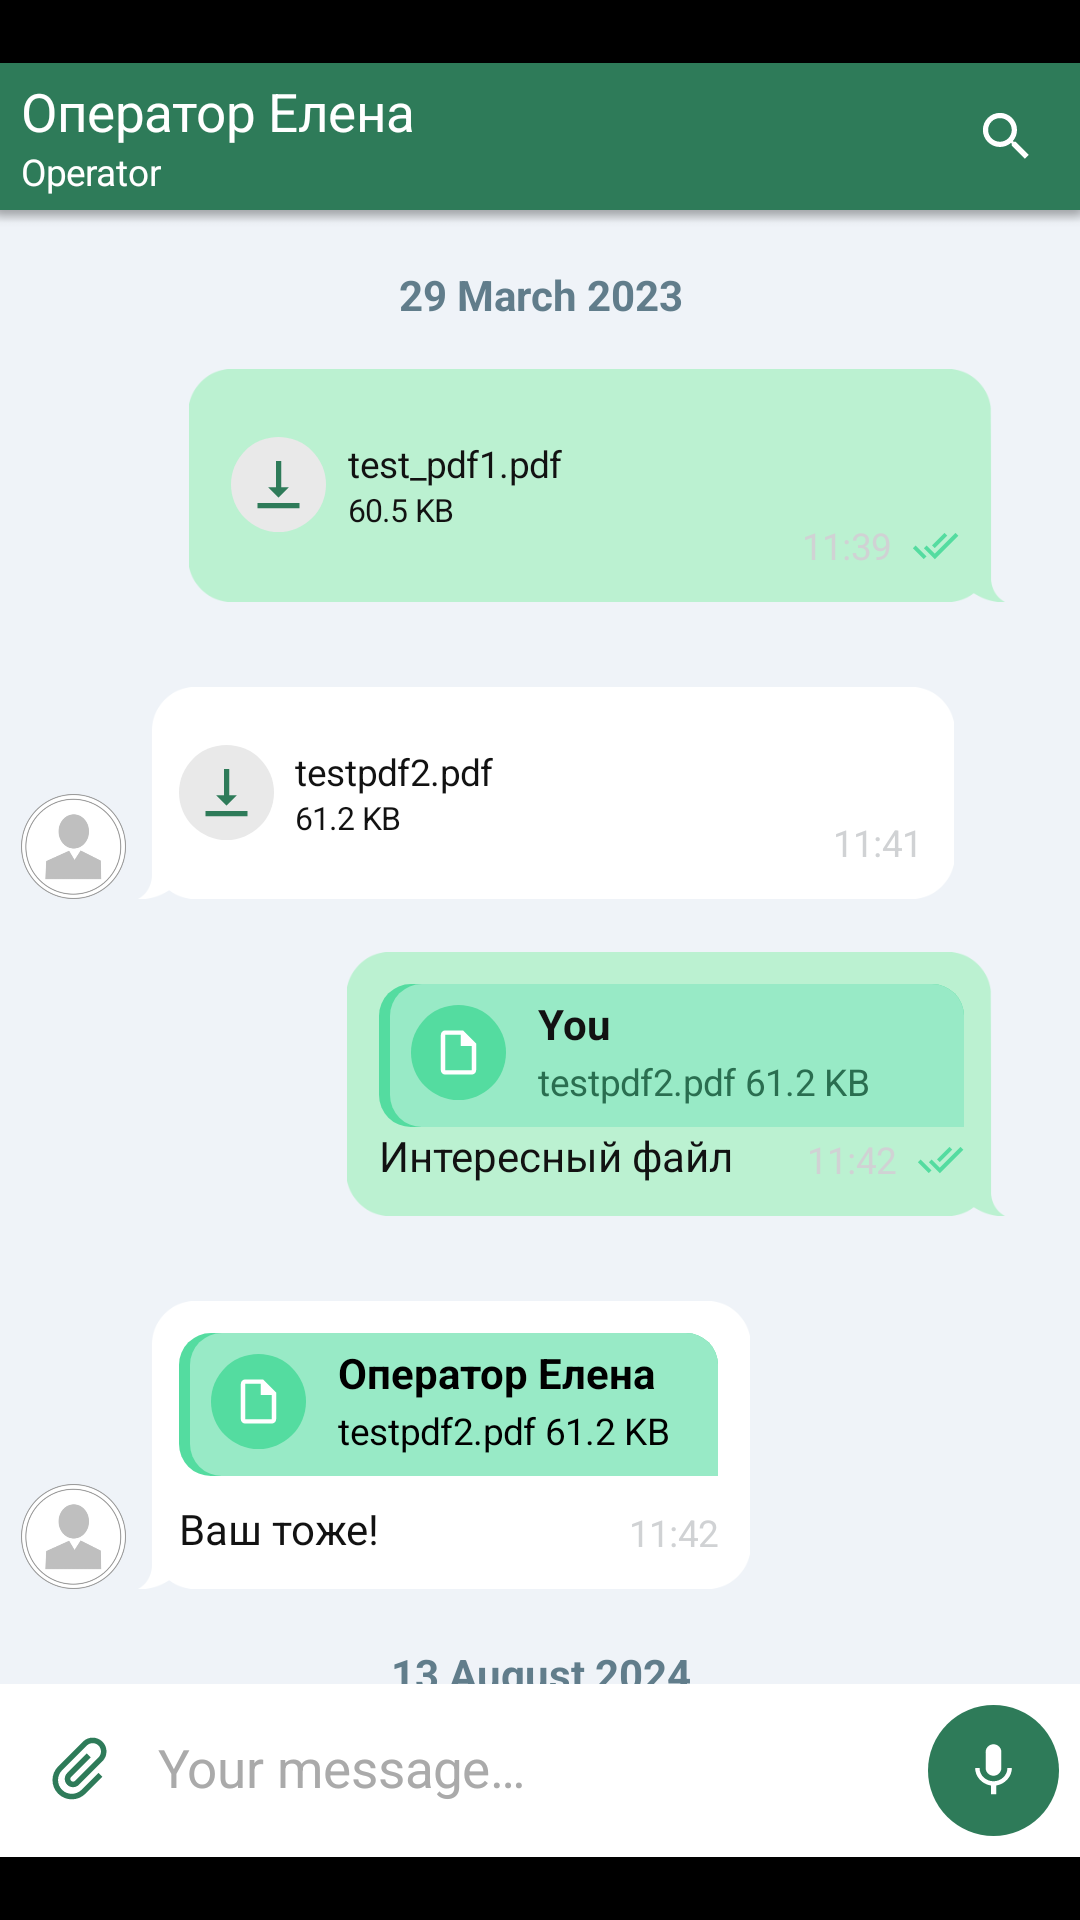 Оператор Елена
Operator
29 March 2023
test_pdf1.pdf
60.5 KB
11:39
testpdf2.pdf
61.2 KB
11:41
You
testpdf2.pdf 61.2 KB
Интересный файл 11:42
Оператор Елена
testpdf2.pdf 61.2 KB
Ваш тоже! 11:42
13 August 2024
Your message…